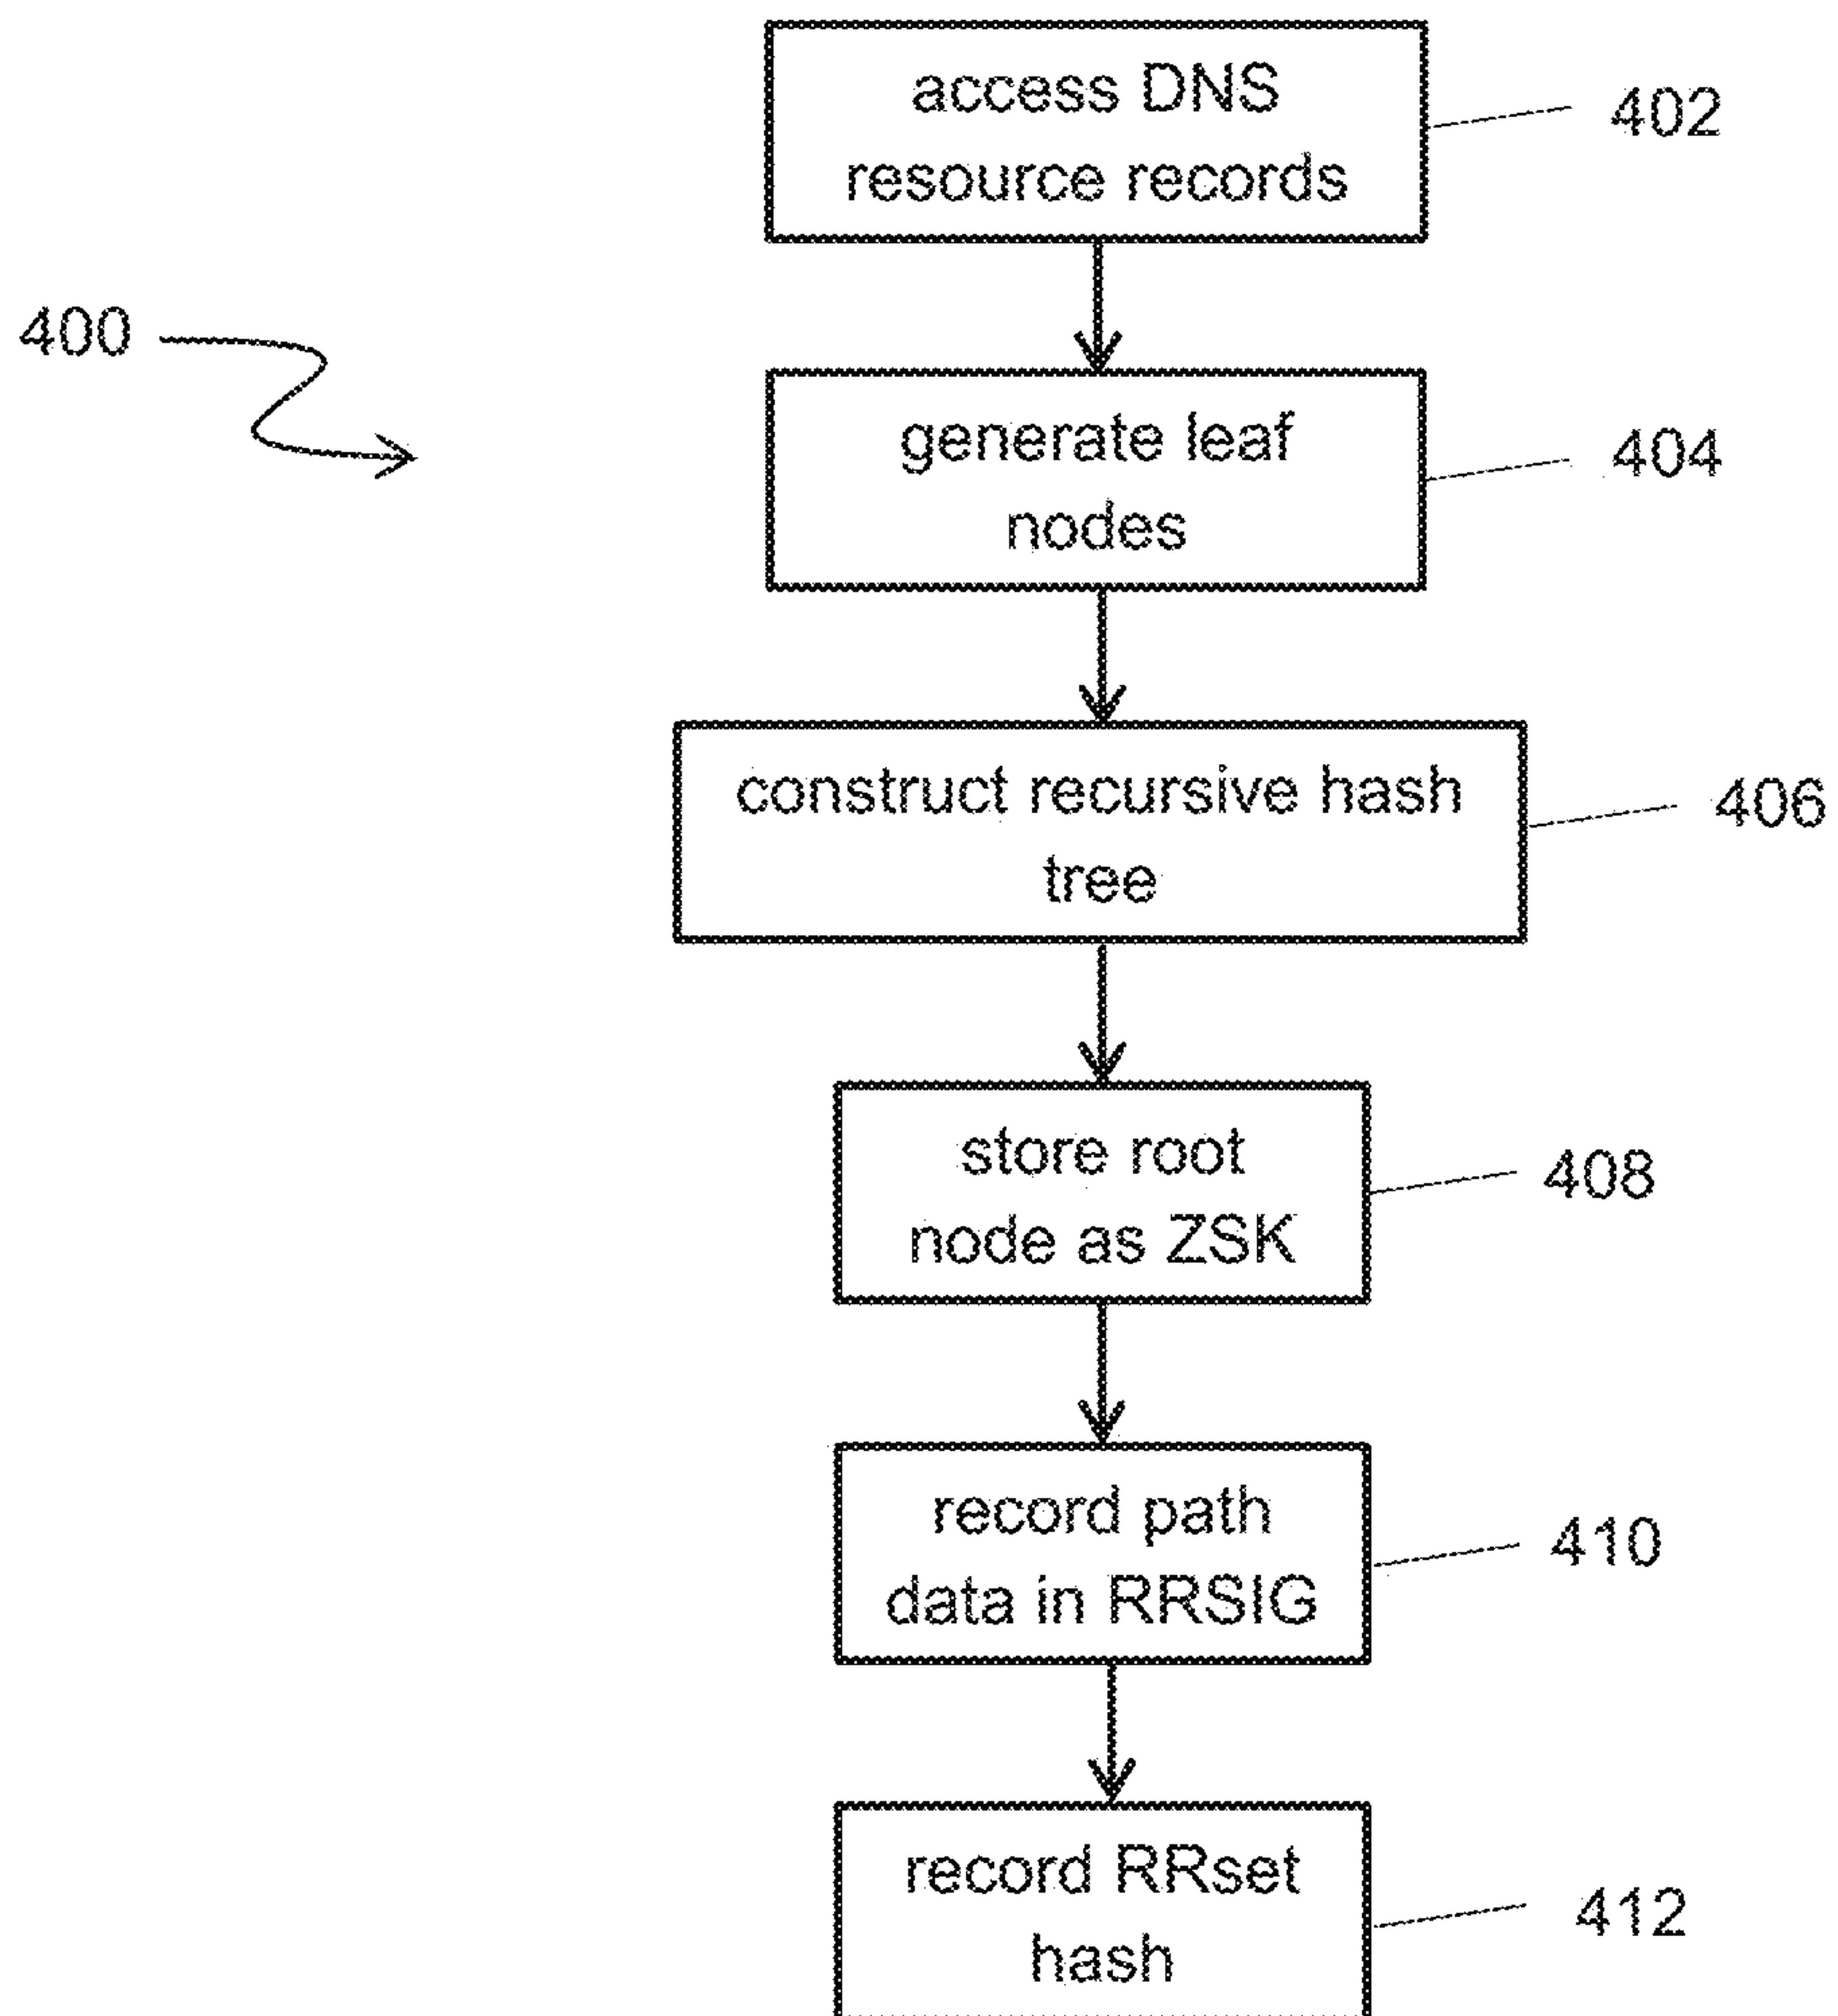 access DNS
resource records
402
400
generate leaf
nodes
404
construct recursive hash
tree
406
store root
node as ZSK
408
record path
data in RRSIG
410
record RRset
hash
412